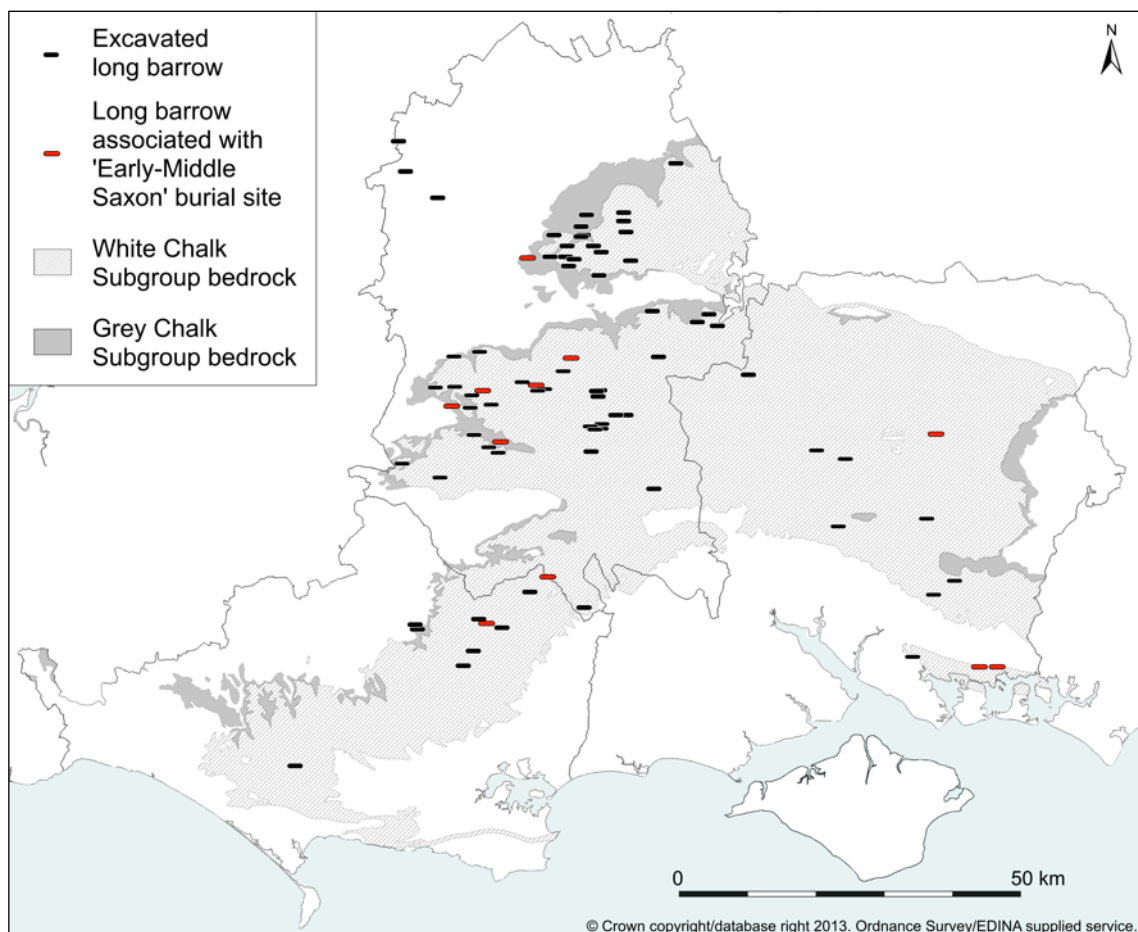 Excavated
long barrow
Long barrow
associated with
'Early-Middle
Saxon' burial site
White Chalk
Subgroup bedrock
Grey Chalk
Subgroup bedrock
N
0 50 km
© Crown copyright/database right 2013. Ordnance Survey/EDINA supplied service.